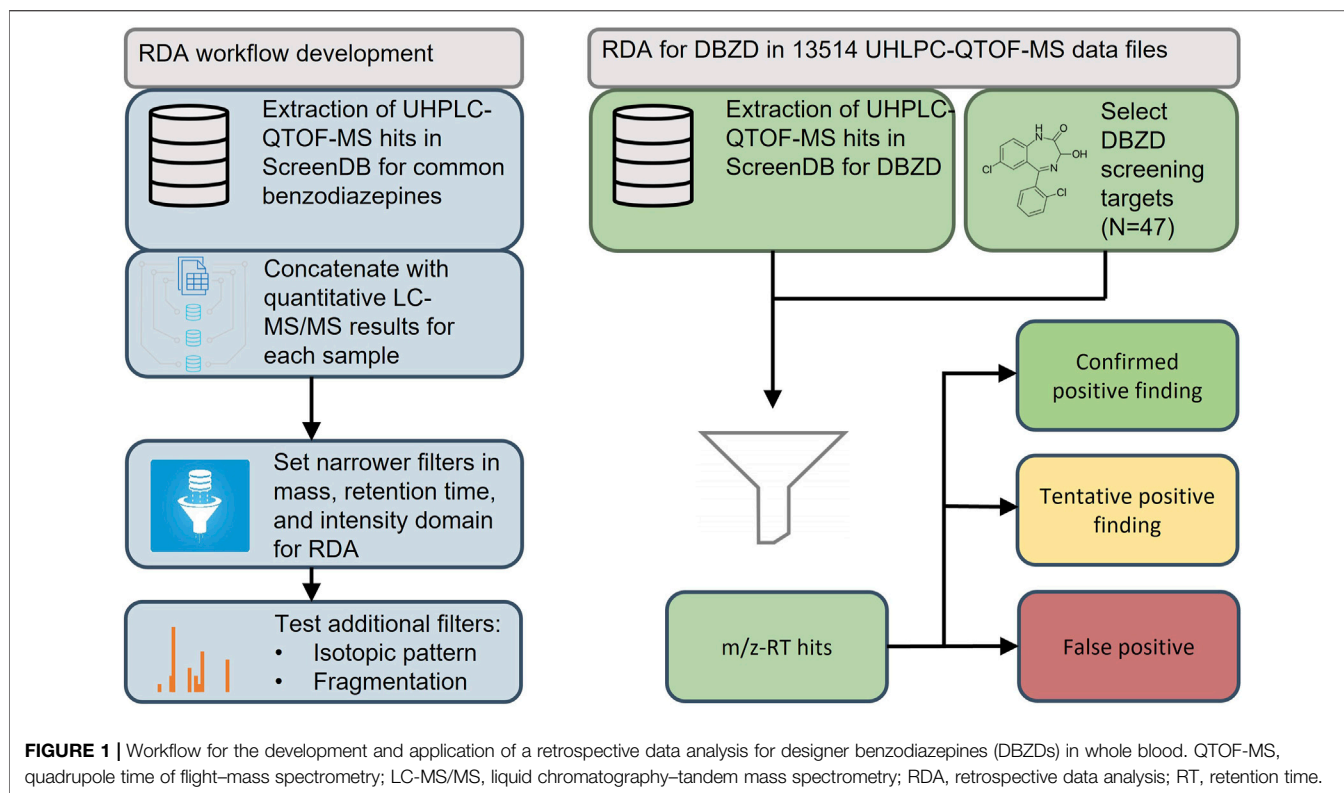 RDA workflow development
Extraction of UHPLC-
QTOF-MS hits in
ScreenDB for common
benzodiazepines
Concatenate with
quantitative LC-
MS/MS results for
each sample
Set narrower filters in
mass, retention time,
and intensity domain
for RDA
Test additional filters:
• Isotopic pattern
• Fragmentation
RDA for DBZD in 13514 UHLPC-QTOF-MS data files
Extraction of UHPLC-
QTOF-MS hits in
ScreenDB for DBZD
H
N
O
OH
N
Cl
Cl
Select
DBZD
screening
targets
(N=47)
m/z-RT hits
Confirmed
positive finding
Tentative positive
finding
False positive
FIGURE 1 | Workflow for the development and application of a retrospective data analysis for designer benzodiazepines (DBZDs) in whole blood. QTOF-MS,
quadrupole time of flight–mass spectrometry; LC-MS/MS, liquid chromatography–tandem mass spectrometry; RDA, retrospective data analysis; RT, retention time.